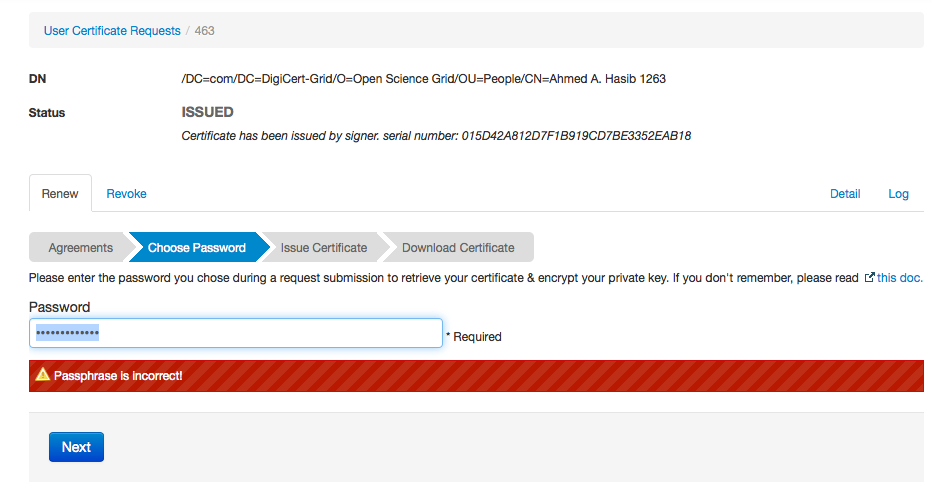 User Certificate Requests / 463
DN /DC=com/DC=DigiCert-Grid/O=Open Science Grid/OU=People/CN=Ahmed A. Hasib 1263
Status ISSUED
Certificate has been issued by signer. serial number: 015D42A812D7F1B919CD7BE3352EAB18
Renew Revoke Detail Log
Agreements Choose Password Issue Certificate Download Certificate
Please enter the password you chose during a request submission to retrieve your certificate & encrypt your private key. If you don't remember, please read this doc.
Password
•••••••••••••
* Required
Passphrase is incorrect!
Next